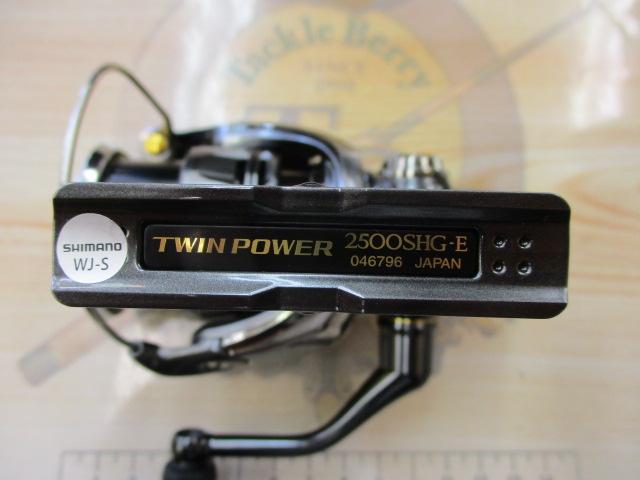 Tackle Berry
SHIMANO
WJ-S
TWIN POWER 2500SHG-E
046796 JAPAN